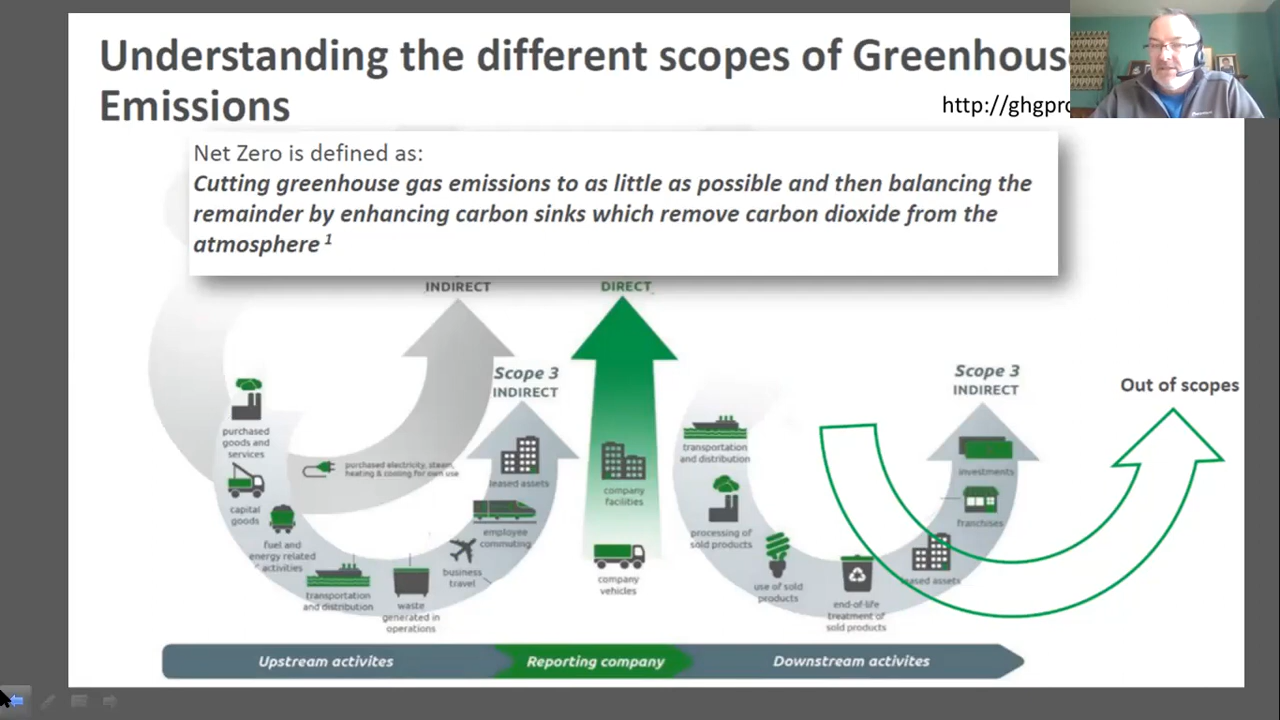 Understanding the different scopes of Greenhous
Emissions
http://ghgpro
Net Zero is defined as:
Cutting greenhouse gas emissions to as little as possible and then balancing the
remainder by enhancing carbon sinks which remove carbon dioxide from the
atmosphere 1
INDIRECT
DIRECT
Scope 3
INDIRECT
Scope 3
INDIRECT
Out of scopes
purchased
goods and
services
purchased electricity, steam,
heating & cooling for own use
capital
goods
fuel and
energy related
activities
transportation
and distribution
waste
generated in
operations
business
travel
employee
commuting
leased assets
company
facilities
company
vehicles
transportation
and distribution
processing of
sold products
use of sold
products
end-of-life
treatment of
sold products
eased assets
franchises
investments
Upstream activites
Reporting company
Downstream activites